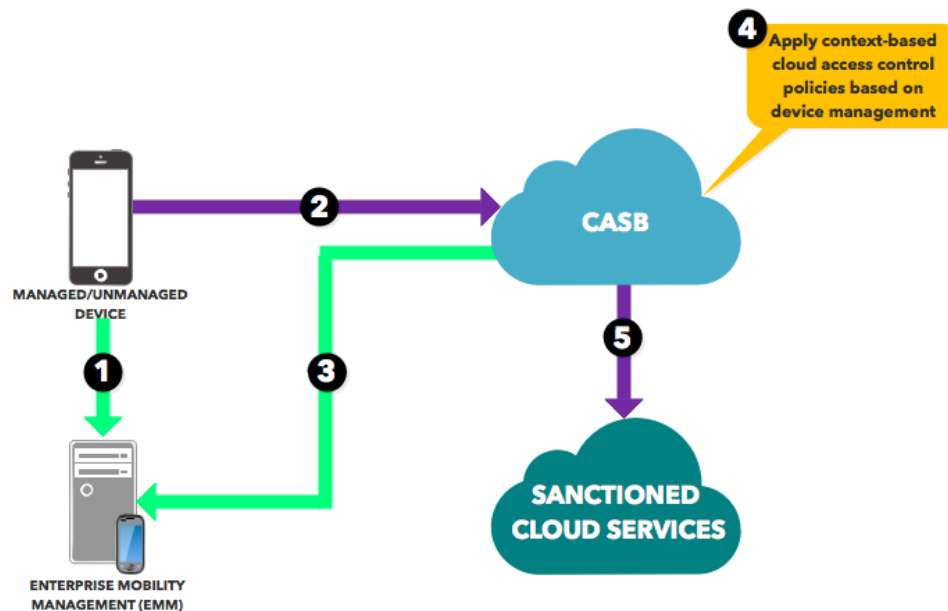 4
Apply context-based
cloud access control
policies based on
device management
2
CASB
MANAGED/UNMANAGED
DEVICE
1
3
5
SANCTIONED
CLOUD SERVICES
ENTERPRISE MOBILITY
MANAGEMENT (EMM)